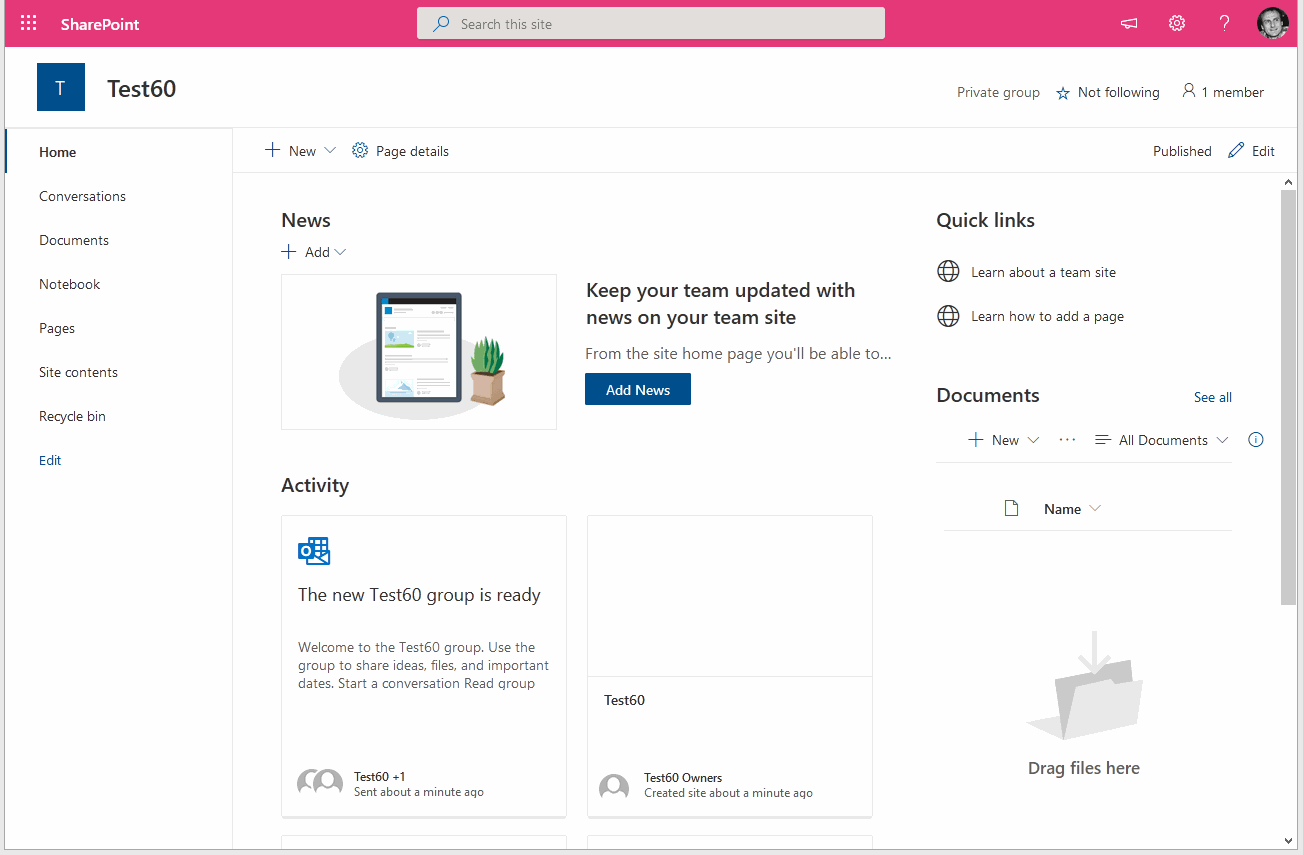 SharePoint
Search this site
?
T
Test60
Private group
Not following
1 member
Home
Conversations
Documents
Notebook
Pages
Site contents
Recycle bin
Edit
New
Page details
Published
Edit
News
Add
Keep your team updated with
news on your team site
From the site home page you'll be able to...
Add News
Activity
The new Test60 group is ready
Welcome to the Test60 group. Use the
group to share ideas, files, and important
dates. Start a conversation Read group
Test60 +1
Sent about a minute ago
Test60
Test60 Owners
Created site about a minute ago
Quick links
Learn about a team site
Learn how to add a page
Documents
See all
New
All Documents
Name
Drag files here